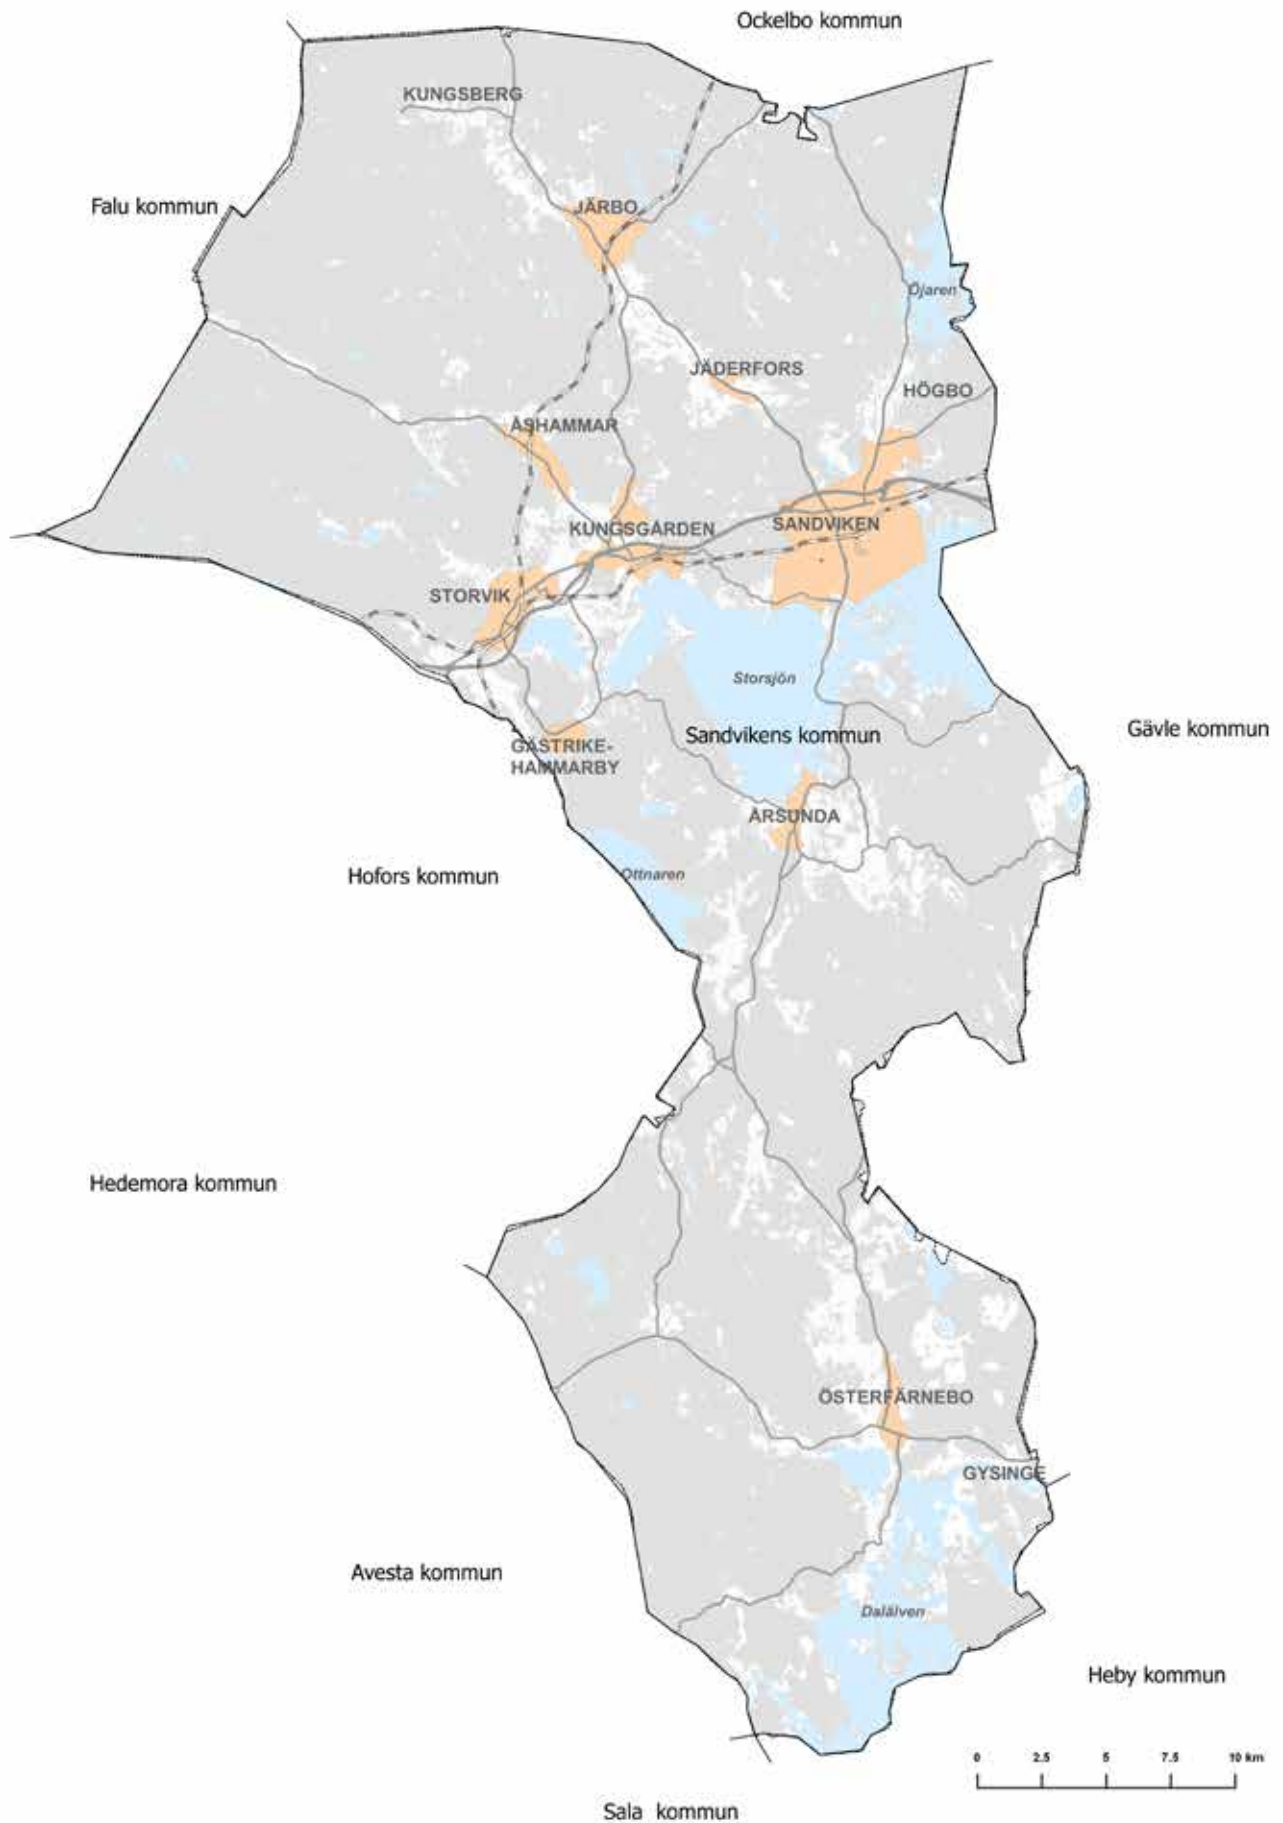 Ockelbo kommun
KUNGSBERG
Falu kommun
JÄRBO
Öjaren
JÄDERFORS
HÖGBO
ÅSHAMMAR
KUNGSGÅRDEN
SANDVIKEN
STORVIK
Storsjön
Gävle kommun
Sandvikens kommun
GÄSTRIKE-
HAMMARBY
ÅRSUNDA
Hofors kommun
Ottnaren
Hedemora kommun
ÖSTERFÄRNEBO
GYSINGE
Avesta kommun
Dalälven
Heby kommun
0 2.5 5 7.5 10 km
Sala kommun